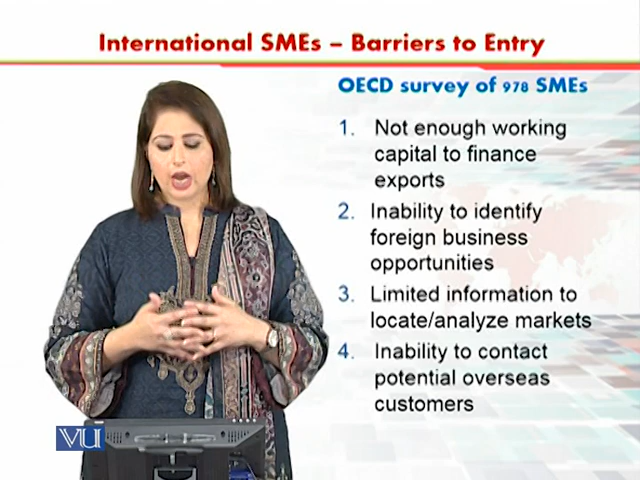 International SMEs – Barriers to Entry
OECD survey of 978 SMEs
1. Not enough working
capital to finance
exports
2. Inability to identify
foreign business
opportunities
3. Limited information to
locate/analyze markets
4. Inability to contact
potential overseas
customers
VU